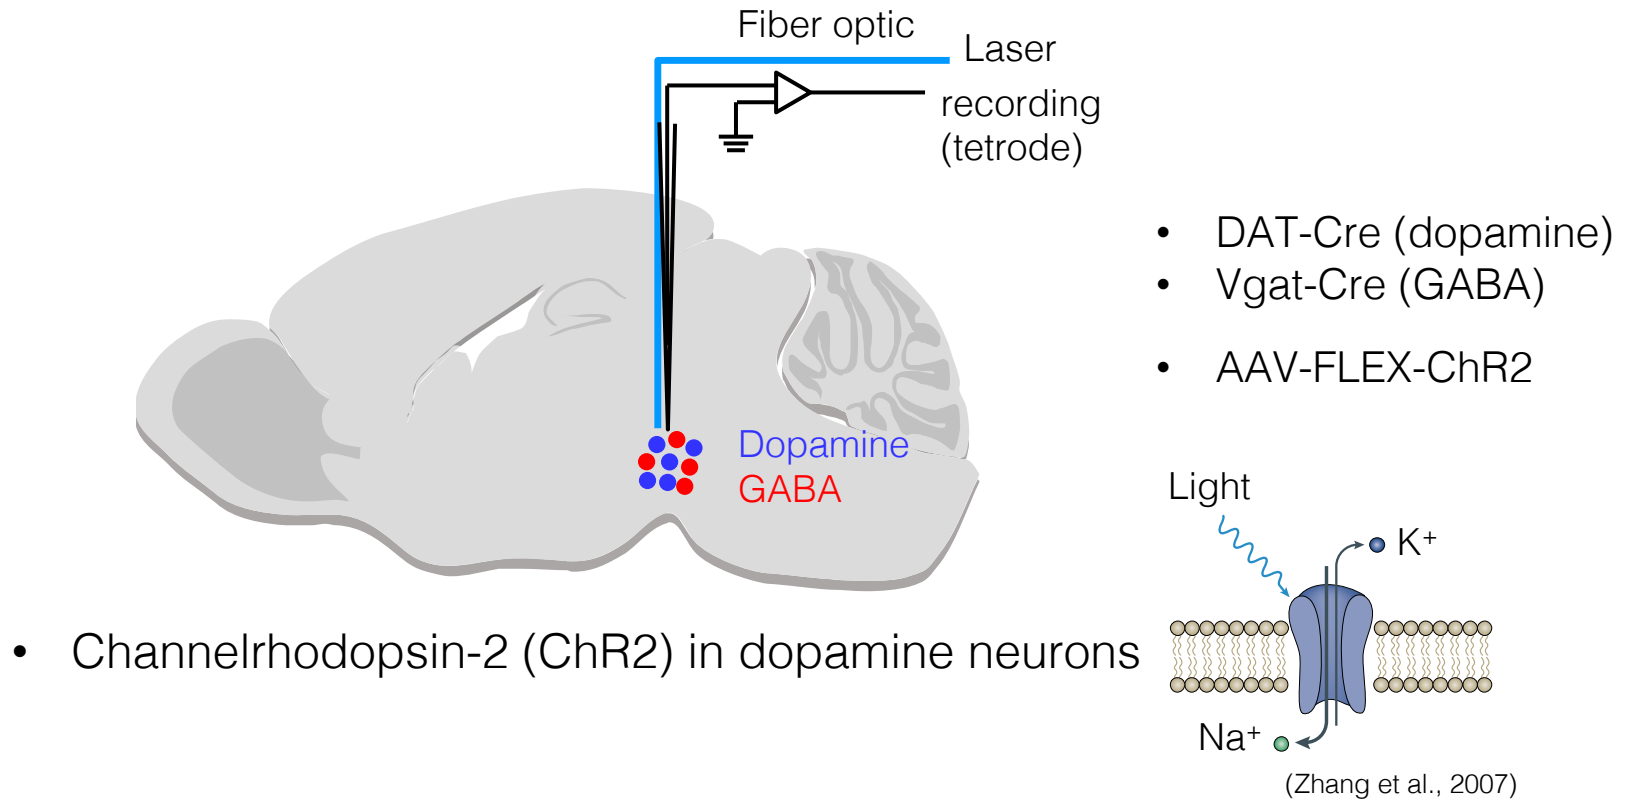 Fiber optic
Laser
recording
(tetrode)
• DAT-Cre (dopamine)
• Vgat-Cre (GABA)
• AAV-FLEX-ChR2
Dopamine
GABA
Light
K⁺
• Channelrhodopsin-2 (ChR2) in dopamine neurons
Na⁺
(Zhang et al., 2007)